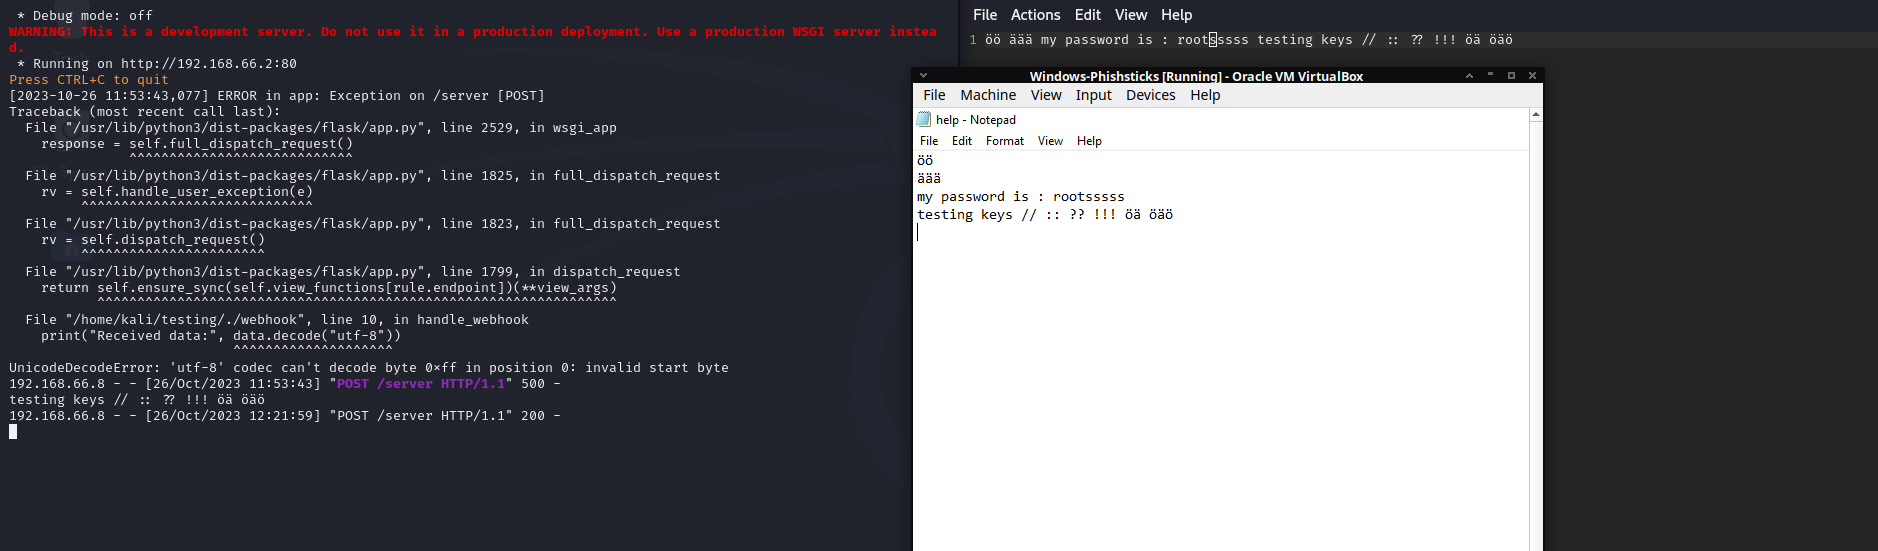 * Debug mode: off
WARNING: This is a development server. Do not use it in a production deployment. Use a production WSGI server instea
d.
 * Running on http://192.168.66.2:80
Press CTRL+C to quit
[2023-10-26 11:53:43,077] ERROR in app: Exception on /server [POST]
Traceback (most recent call last):
  File "/usr/lib/python3/dist-packages/flask/app.py", line 2529, in wsgi_app
    response = self.full_dispatch_request()
               ^^^^^^^^^^^^^^^^^^^^^^^^^^^^
  File "/usr/lib/python3/dist-packages/flask/app.py", line 1825, in full_dispatch_request
    rv = self.handle_user_exception(e)
         ^^^^^^^^^^^^^^^^^^^^^^^^^^^^^
  File "/usr/lib/python3/dist-packages/flask/app.py", line 1823, in full_dispatch_request
    rv = self.dispatch_request()
         ^^^^^^^^^^^^^^^^^^^^^^^
  File "/usr/lib/python3/dist-packages/flask/app.py", line 1799, in dispatch_request
    return self.ensure_sync(self.view_functions[rule.endpoint])(**view_args)
           ^^^^^^^^^^^^^^^^^^^^^^^^^^^^^^^^^^^^^^^^^^^^^^^^^^^^^^^^^^^^^^^^^
  File "/home/kali/testing/./webhook", line 10, in handle_webhook
    print("Received data:", data.decode("utf-8"))
                            ^^^^^^^^^^^^^^^^^^^^
UnicodeDecodeError: 'utf-8' codec can't decode byte 0×ff in position 0: invalid start byte
192.168.66.8 - - [26/Oct/2023 11:53:43] "POST /server HTTP/1.1" 500 -
testing keys // :: ?? !!! öä öäö
192.168.66.8 - - [26/Oct/2023 12:21:59] "POST /server HTTP/1.1" 200 -
File Actions Edit View Help
1 öö äää my password is : rootsssss testing keys // :: ?? !!! öä öäö
Windows-Phishsticks [Running] - Oracle VM VirtualBox
File Machine View Input Devices Help
help - Notepad
File Edit Format View Help
öö
äää
my password is : rootsssss
testing keys // :: ?? !!! öä öäö